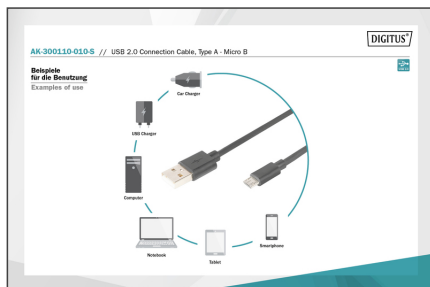 DIGITUS®
AK-300110-010-S // USB 2.0 Connection Cable, Type A - Micro B
Beispiele
für die Benutzung
Examples of use
Car Charger
USB Charger
Computer
Notebook
Tablet
Smartphone